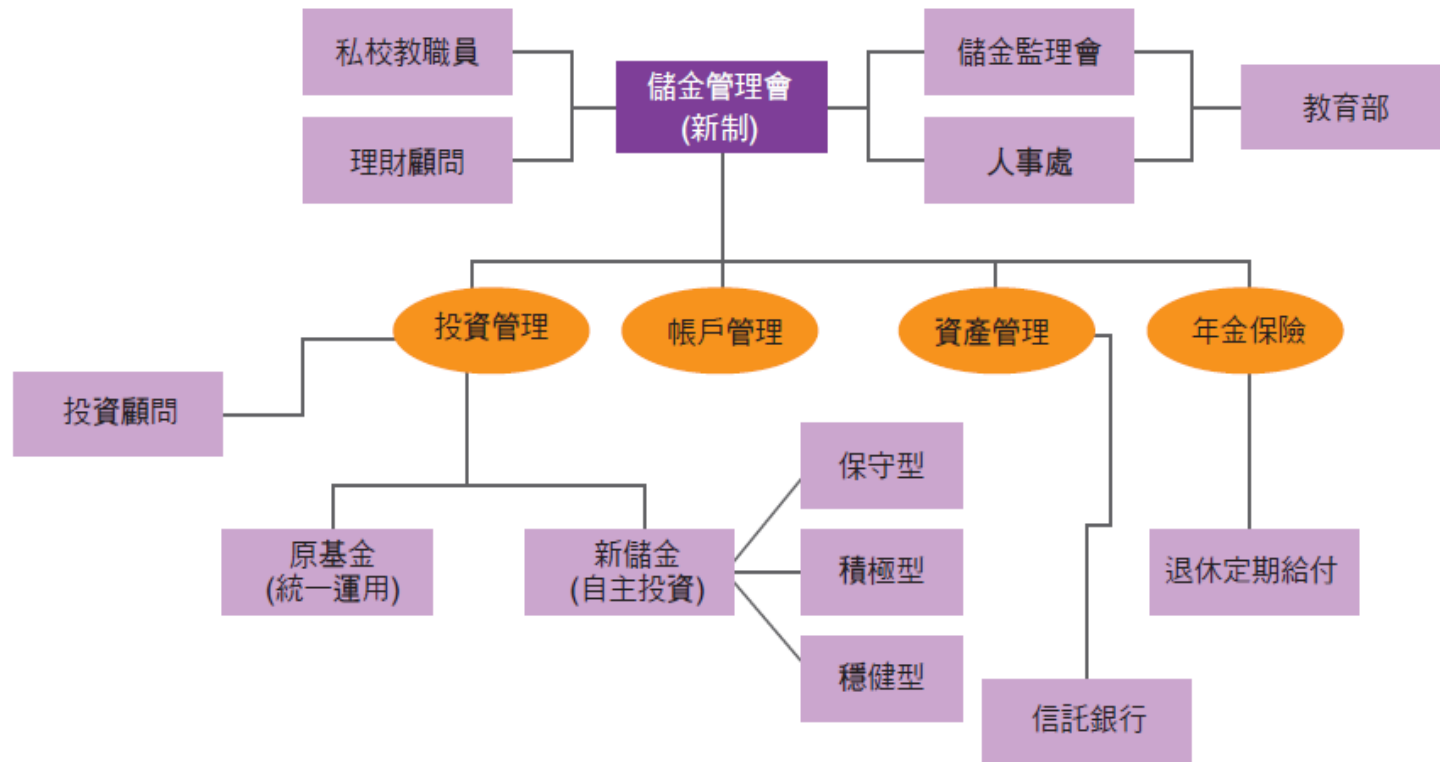 私校教職員
儲金管理會
(新制)
儲金監理會
教育部
理財顧問
人事處
投資管理
帳戶管理
資產管理
年金保險
投資顧問
保守型
原基金
(統一運用)
新儲金
(自主投資)
積極型
退休定期給付
穩健型
信託銀行